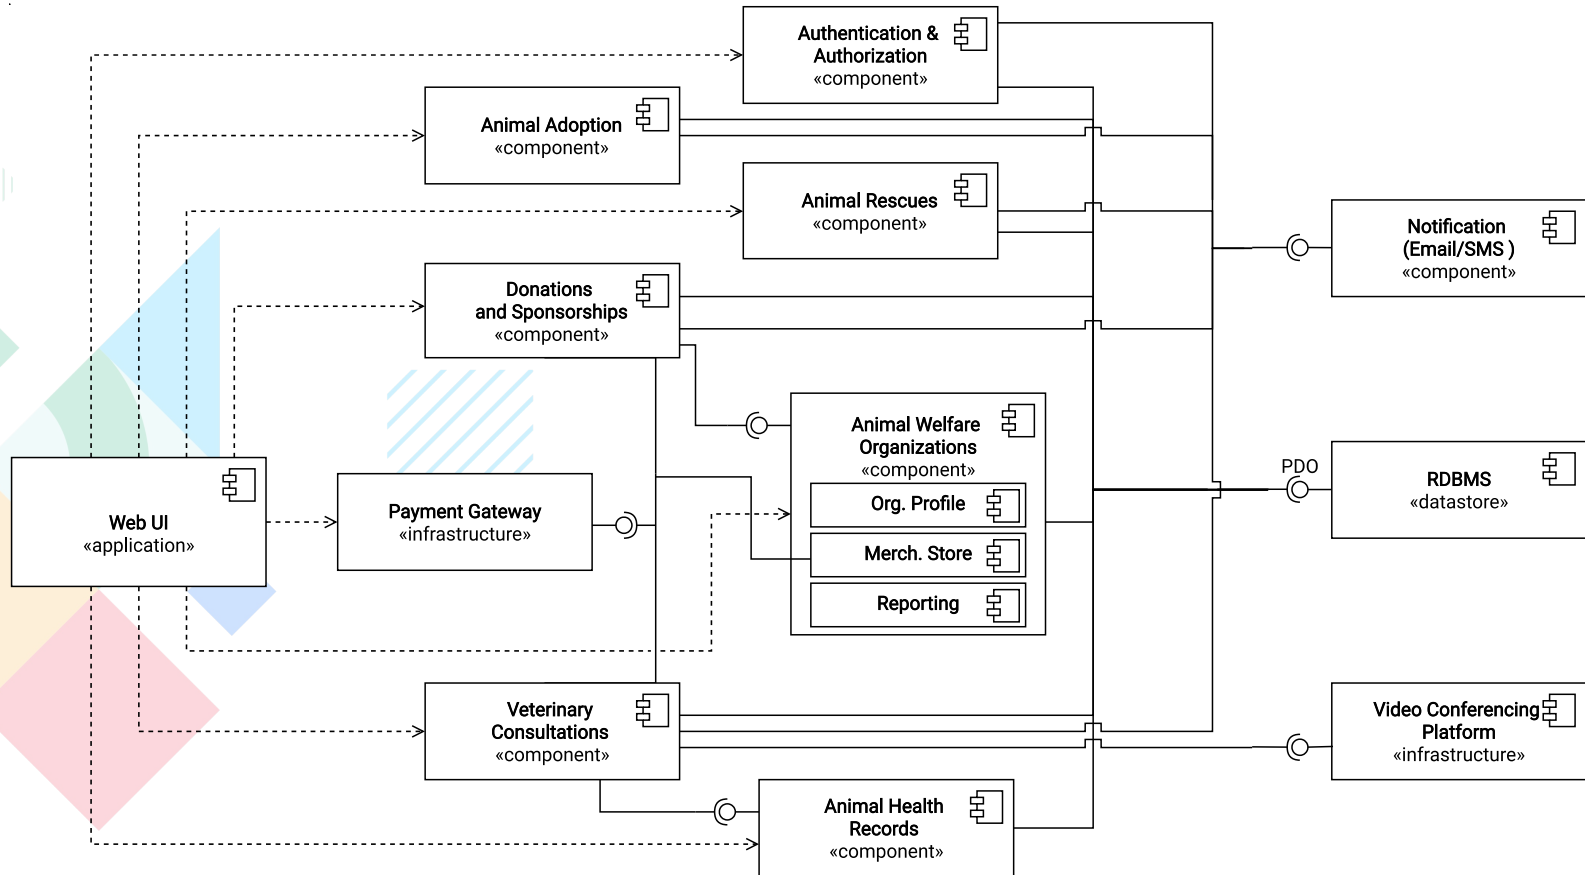 Authentication &
Authorization
«component»
Animal Adoption
«component»
Animal Rescues
«component»
Notification
(Email/SMS )
«component»
Donations
and Sponsorships
«component»
Animal Welfare
Organizations
«component»
Org. Profile
Merch. Store
Reporting
PDO
RDBMS
«datastore»
Web UI
«application»
Payment Gateway
«infrastructure»
Veterinary
Consultations
«component»
Video Conferencing
Platform
«infrastructure»
Animal Health
Records
«component»